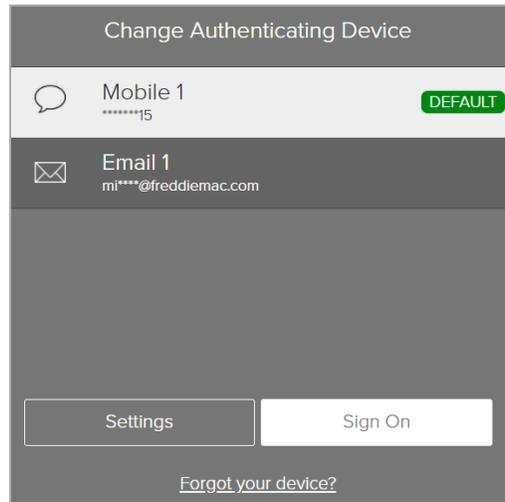 Change Authenticating Device
Mobile 1
*******15
DEFAULT
Email 1
mi****@freddiemac.com
Settings
Sign On
Forgot your device?